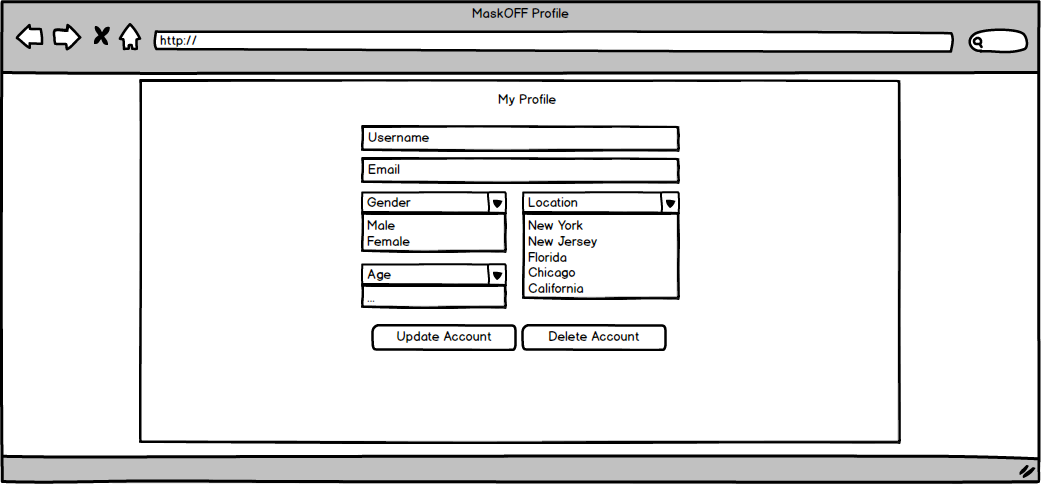 MaskOFF Profile
http://
My Profile
Username
Email
Gender
Male
Female
Location
New York
New Jersey
Florida
Chicago
California
Age
...
Update Account
Delete Account